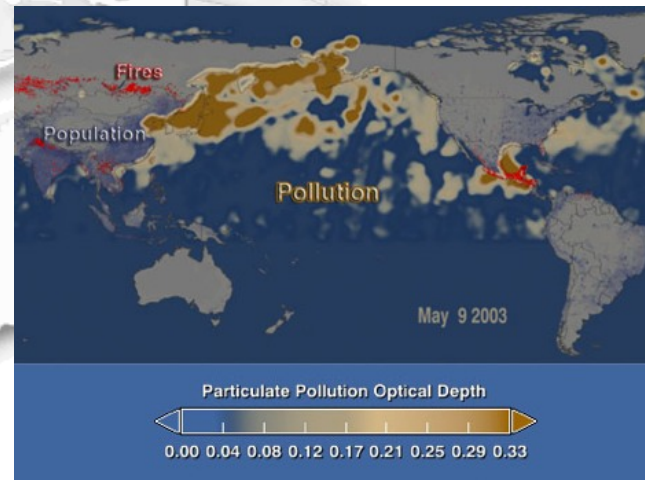 Fires
Population
Pollution
May 9 2003
Particulate Pollution Optical Depth
0.00 0.04 0.08 0.12 0.17 0.21 0.25 0.29 0.33